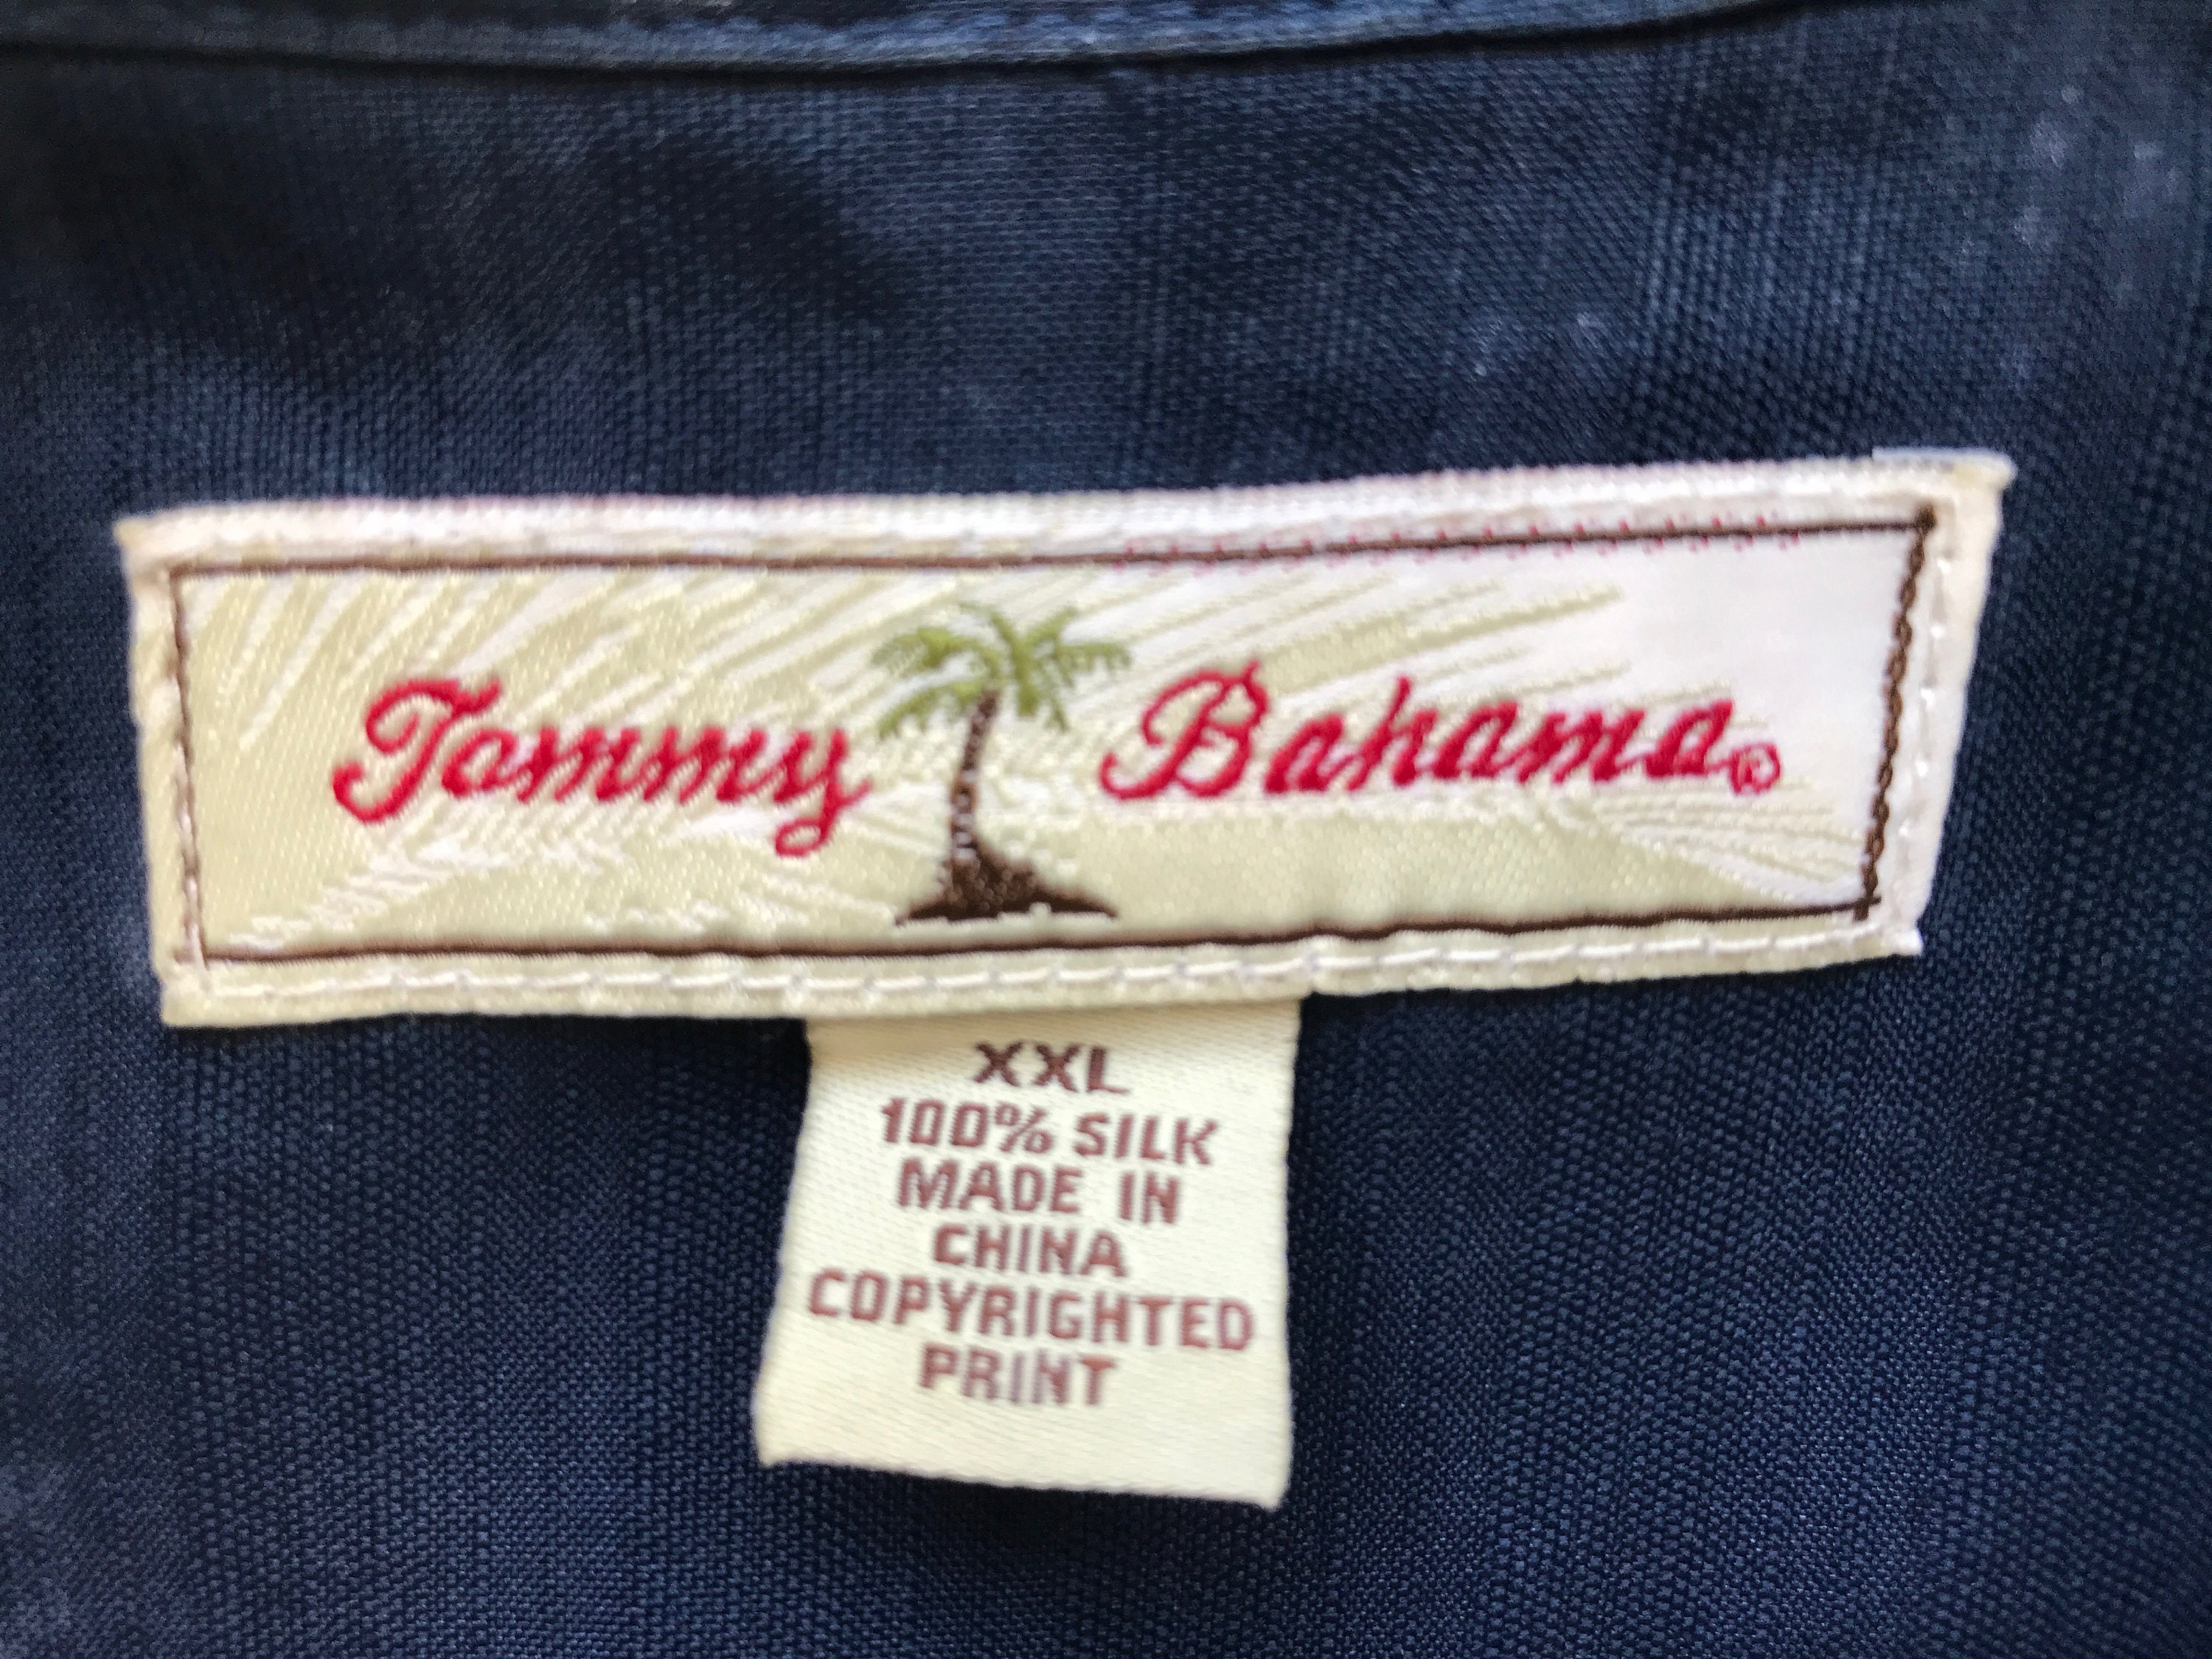 Tommy Bahama®
XXL
100% SILK
MADE IN
CHINA
COPYRIGHTED
PRINT